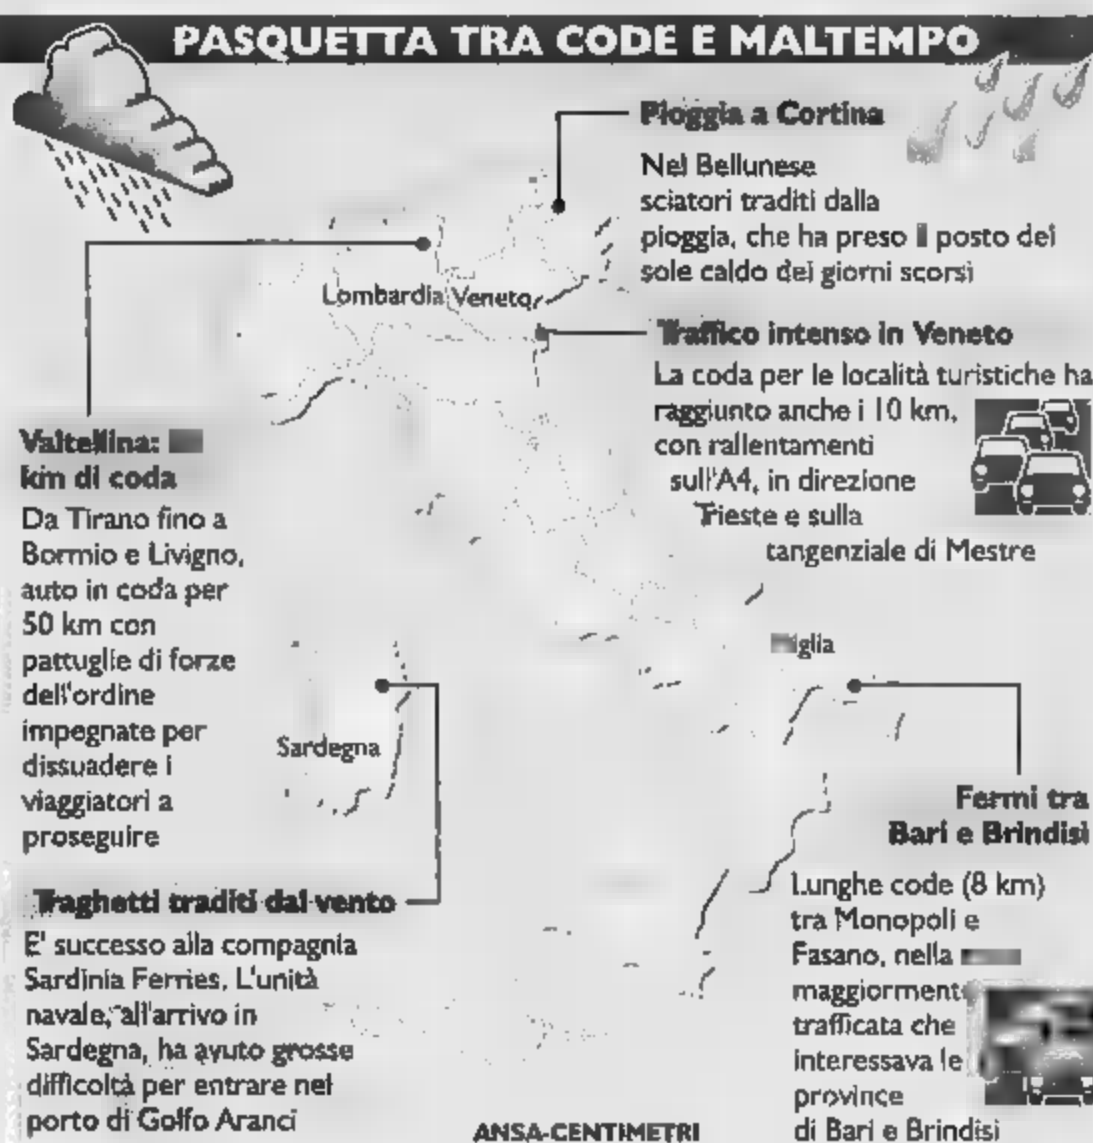 PASQUETTA TRA CODE E MALTEMPO
Pioggia a Cortina
Nel Bellunese
sciatori traditi dalla
pioggia, che ha preso il posto del
sole caldo dei giorni scorsi
Lombardia
Veneto
Traffico intenso in Veneto
La coda per le località turistiche ha
raggiunto anche i 10 km,
con rallentamenti
sull'A4, in direzione
Trieste e sulla
tangenziale di Mestre
Valtellina:
km di coda
Da Tirano fino a
Bormio e Livigno,
auto in coda per
50 km con
pattuglie di forze
dell'ordine
impegnate per
dissuadere i
viaggiatori a
proseguire
Sardegna
Traghetti traditi dal vento
E' successo alla compagnia
Sardinia Ferries. L'unità
navale, all'arrivo in
Sardegna, ha avuto grosse
difficoltà per entrare nel
porto di Golfo Aranci
Fermi tra
Bari e Brindisi
Lunghe code (8 km)
tra Monopoli e
Fasano, nella
maggiormente
trafficata che
interessava le
province
di Bari e Brindisi
ANSA-CENTIMETRI